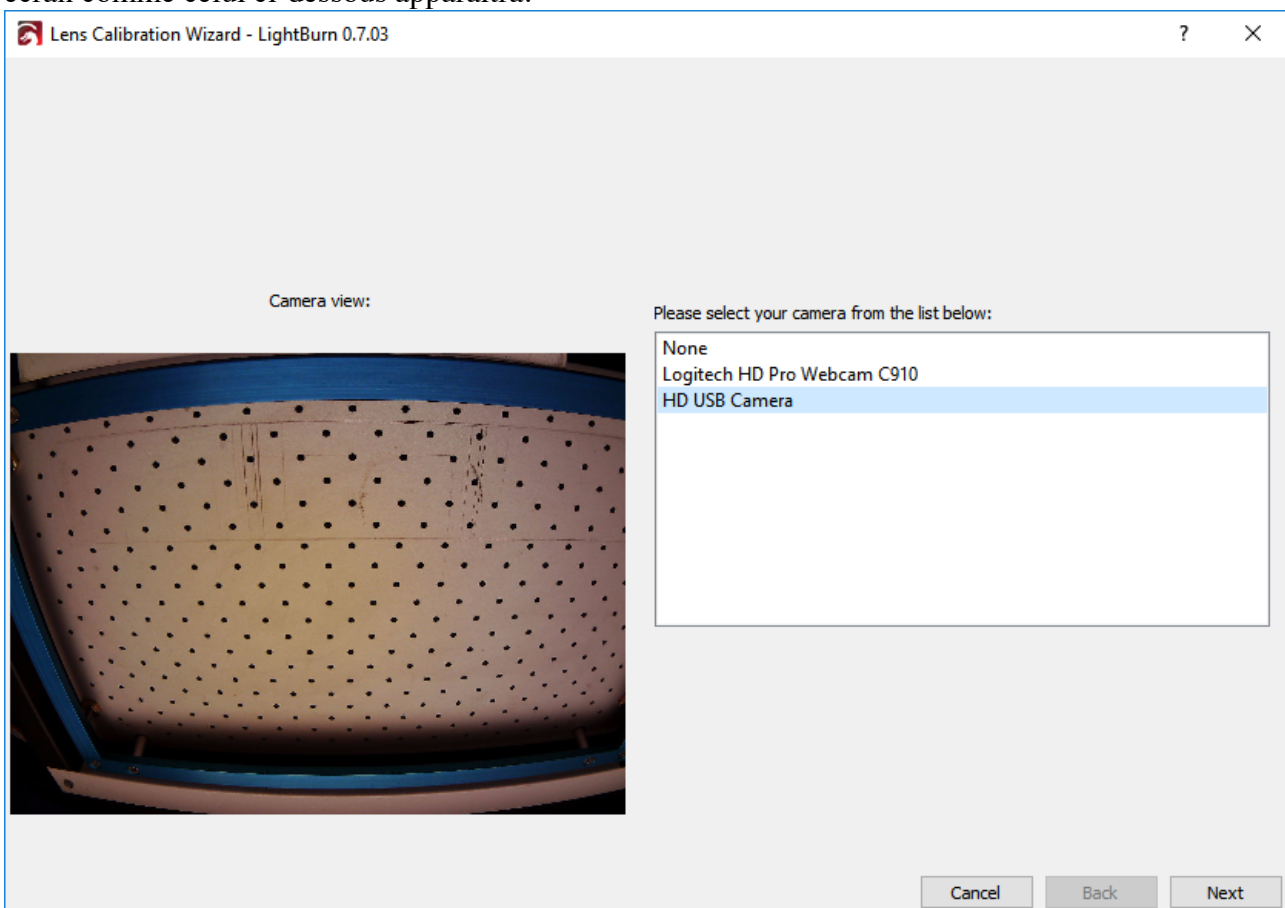 Lens Calibration Wizard - LightBurn 0.7.03
?
Camera view:
Please select your camera from the list below:
None
Logitech HD Pro Webcam C910
HD USB Camera
Cancel
Back
Next